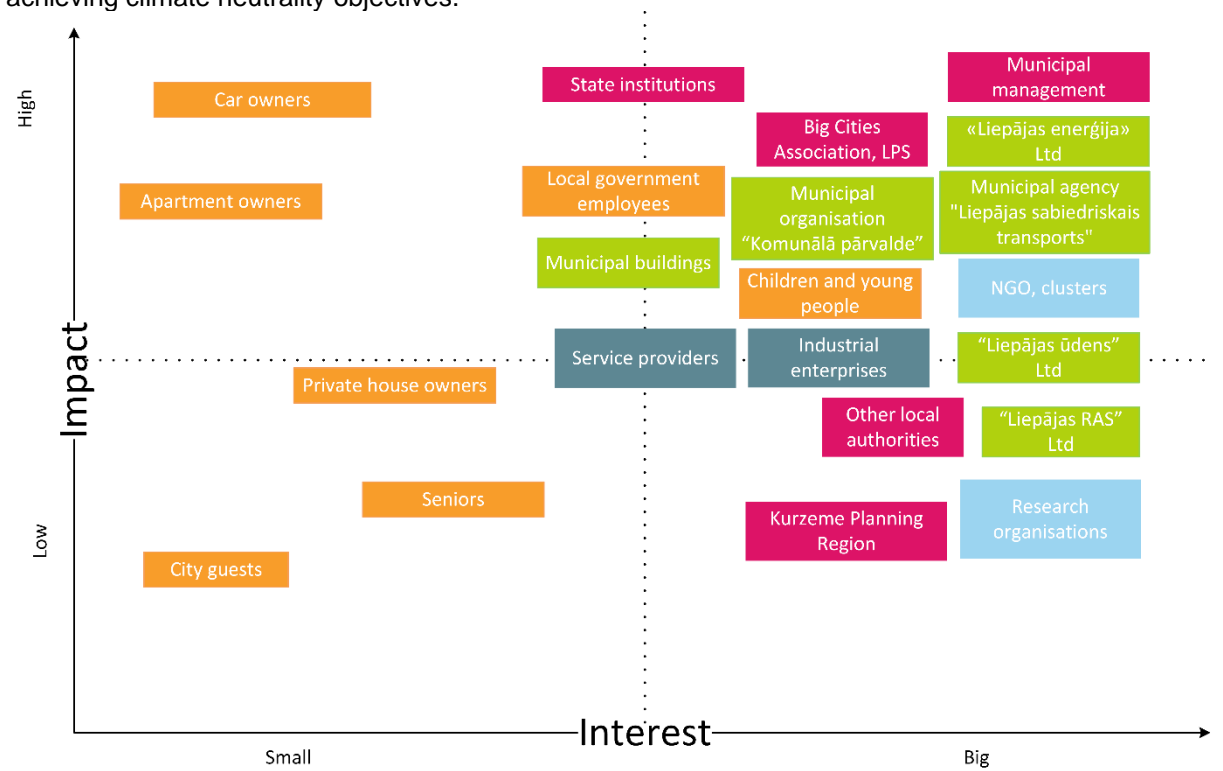 achieving climate neutrality objectives.
High
Impact
Low
Car owners
State institutions
Municipal
management
Big Cities
Association, LPS
«Liepājas enerģija»
Ltd
Apartment owners
Local government
employees
Municipal
organisation
“Komunālā pārvalde”
Municipal agency
"Liepājas sabiedriskais
transports"
Municipal buildings
Children and young
people
NGO, clusters
Service providers
Industrial
enterprises
“Liepājas ūdens”
Ltd
Private house owners
Other local
authorities
“Liepājas RAS”
Ltd
Seniors
Kurzeme Planning
Region
Research
organisations
City guests
Interest
Small
Big